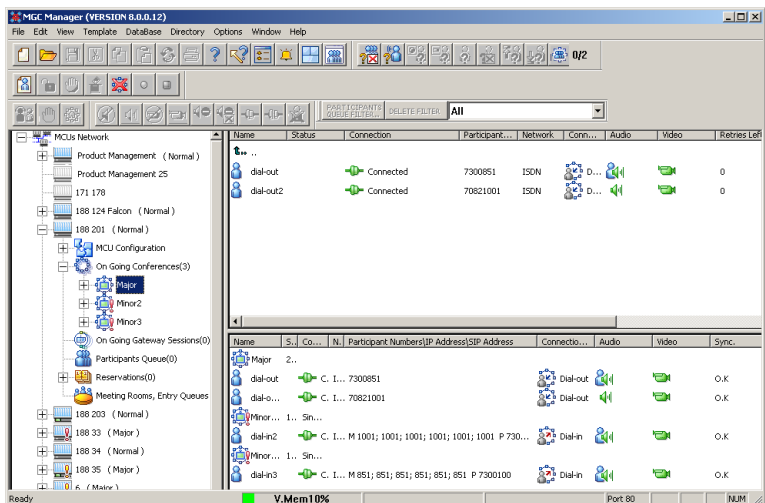 MGC Manager (VERSION 8.0.0.12)
File Edit View Template DataBase Directory Options Window Help
0/2
PARTICIPANTS QUEUE FILTER... DELETE FILTER All
MCUs Network
Product Management ( Normal )
Product Management 25
171 178
188 124 Falcon ( Normal )
188 201 ( Normal )
MCU Configuration
On Going Conferences(3)
Major
Minor2
Minor3
On Going Gateway Sessions(0)
Participants Queue(0)
Reservations(0)
Meeting Rooms, Entry Queues
188 203 ( Normal )
188 33 ( Major )
188 34 ( Normal )
188 35 ( Major )
6 ( Major )
Name Status Connection Participant... Network Conn... Audio Video Retries Left
..
dial-out Connected 7300851 ISDN D... 0
dial-out2 Connected 70821001 ISDN D... 0
Name S.. Co... N. Participant Numbers\IP Address\SIP Address Connectio... Audio Video Sync.
Major 2..
dial-out C. I... 7300851 Dial-out O.K
dial-o... C. I... 70821001 Dial-out O.K
Minor... 1.. Sin...
dial-in2 C. I... M 1001; 1001; 1001; 1001; 1001; 1001 P 730... Dial-in O.K
Minor... 1.. Sin...
dial-in3 C. I... M 851; 851; 851; 851; 851; 851 P 7300100 Dial-in O.K
Ready V.Mem10% Port 80 NUM